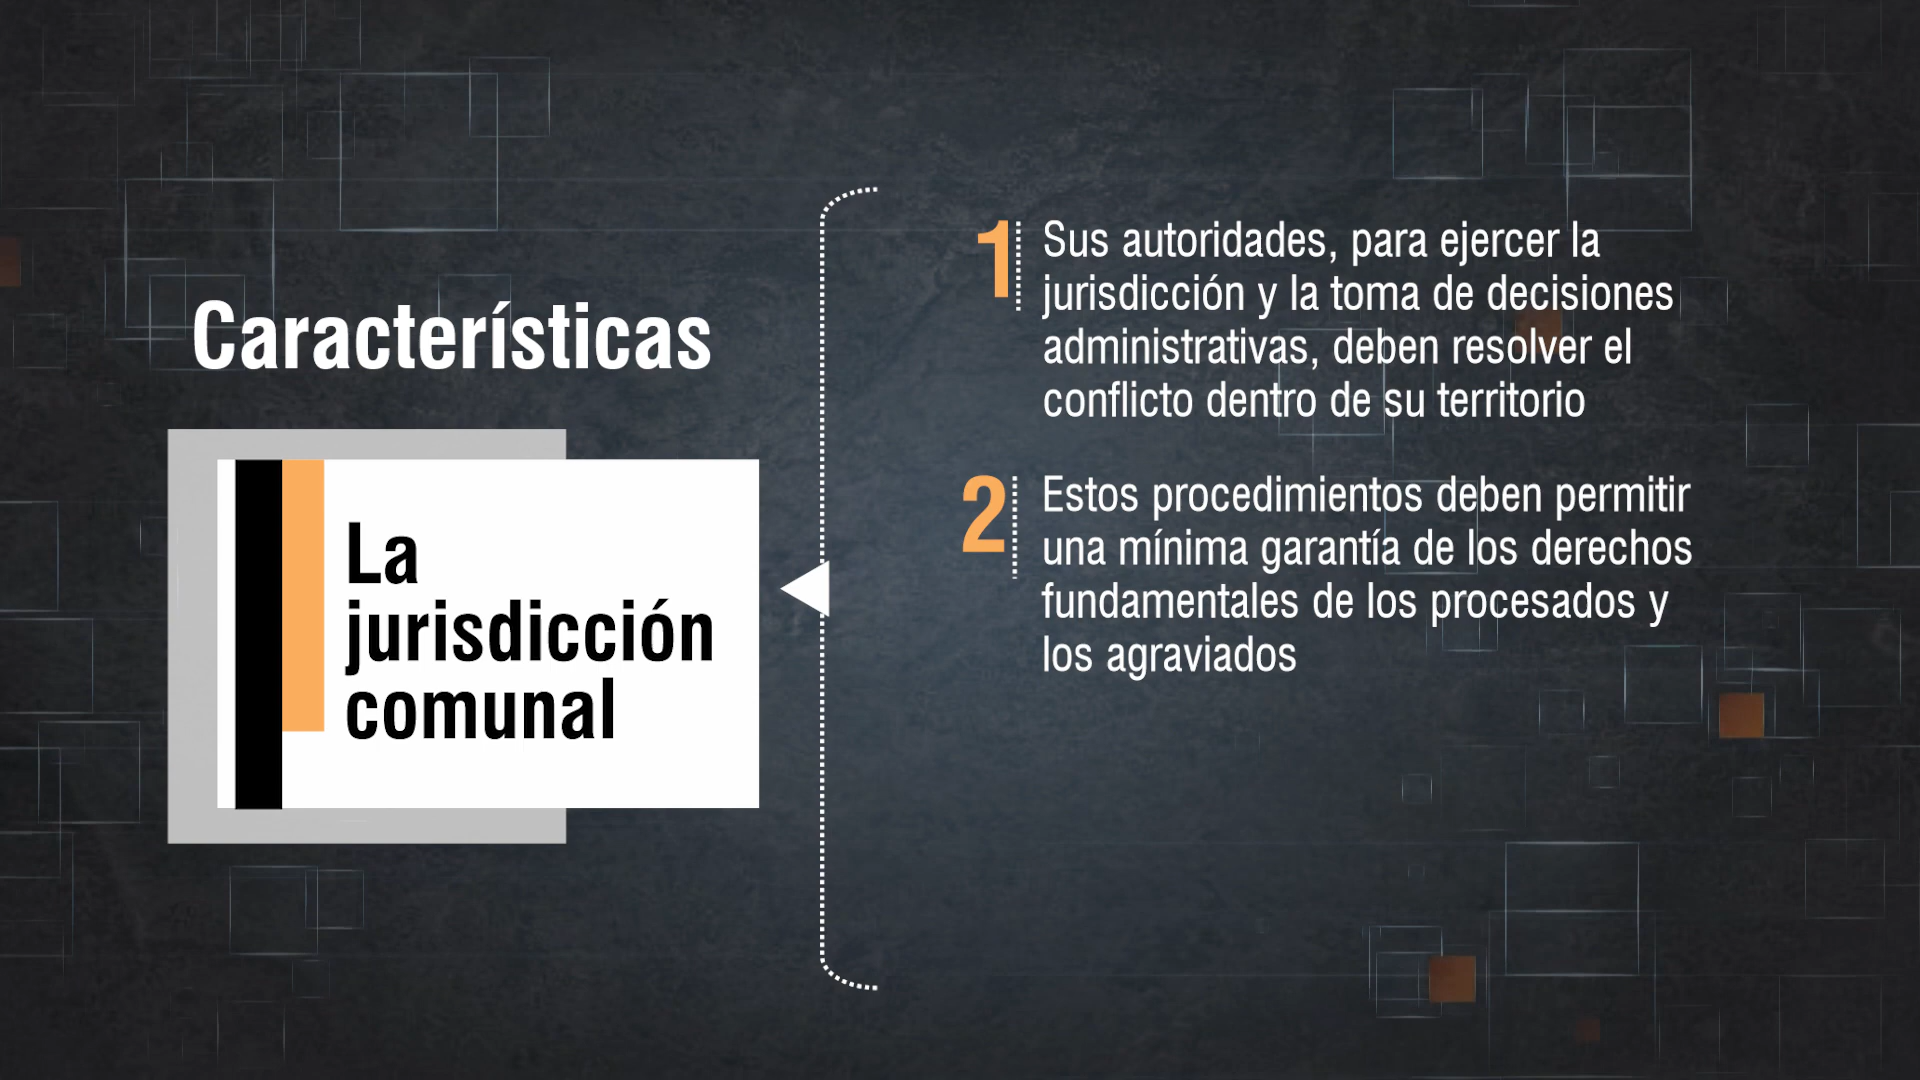 Características
La
jurisdicción
comunal
1
Sus autoridades, para ejercer la
jurisdicción y la toma de decisiones
administrativas, deben resolver el
conflicto dentro de su territorio
2
Estos procedimientos deben permitir
una mínima garantía de los derechos
fundamentales de los procesados y
los agraviados